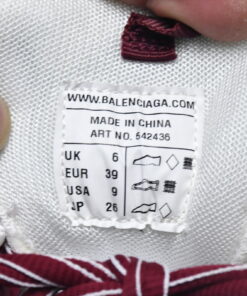 WWW.BALENCIAGA.COM
MADE IN CHINA
ART NO. 542436
UK 6
EUR 39
USA 9
JP 26